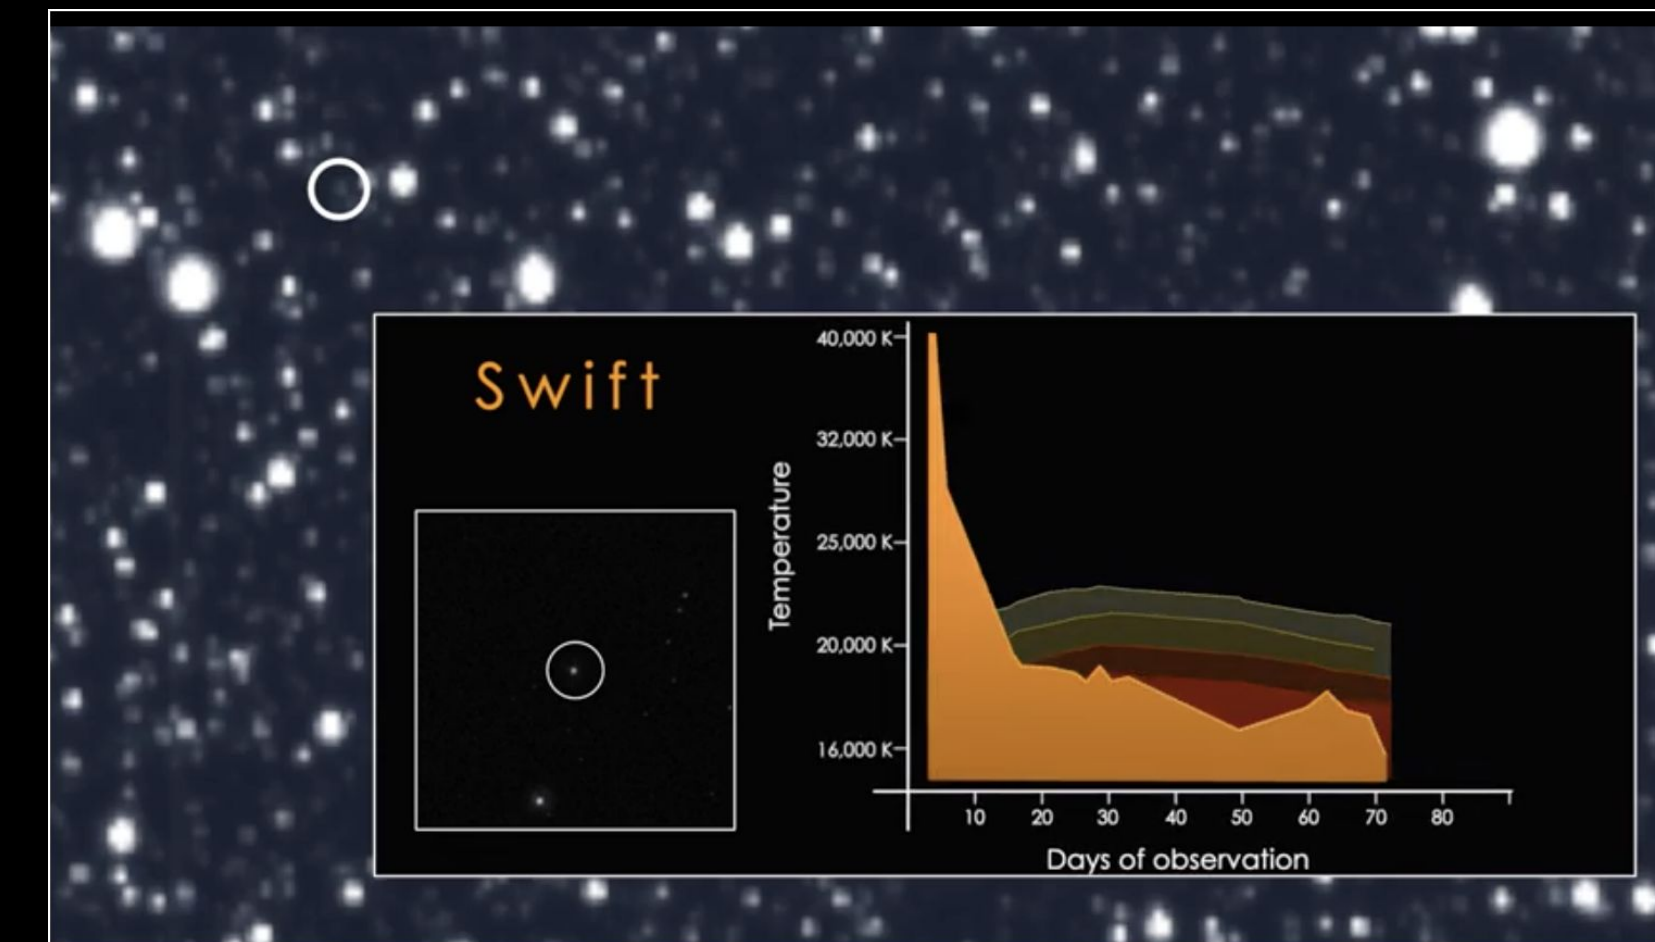 Swift
Temperature
40,000 K
32,000 K
25,000 K
20,000 K
16,000 K
10 20 30 40 50 60 70 80
Days of observation